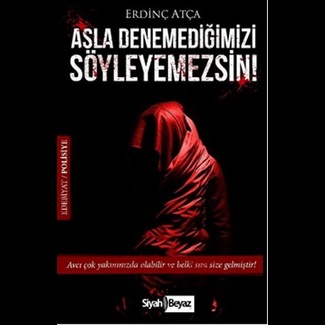 ERDİNÇ ATÇA
ASLA DENEMEDİĞİMİZİ
SÖYLEYEMEZSİN!
EDEBİYAT / POLİSİYE
Avcı çok yakınınızda olabilir ve belki sıra size gelmiştir!
Siyah Beyaz